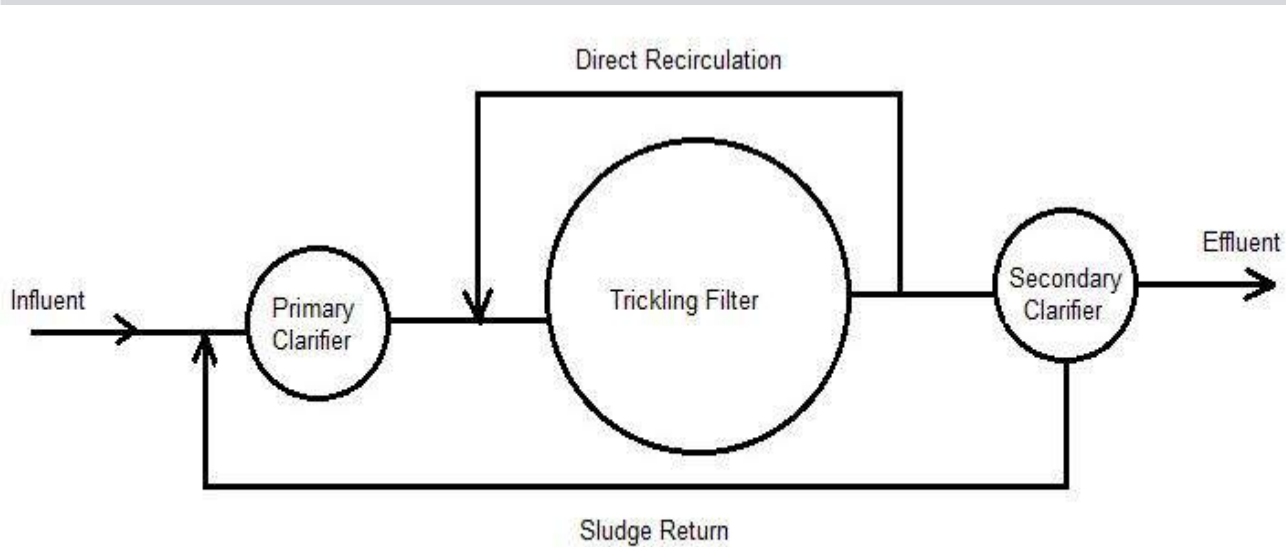 Direct Recirculation
Influent
Primary
Clarifier
Trickling Filter
Secondary
Clarifier
Effluent
Sludge Return